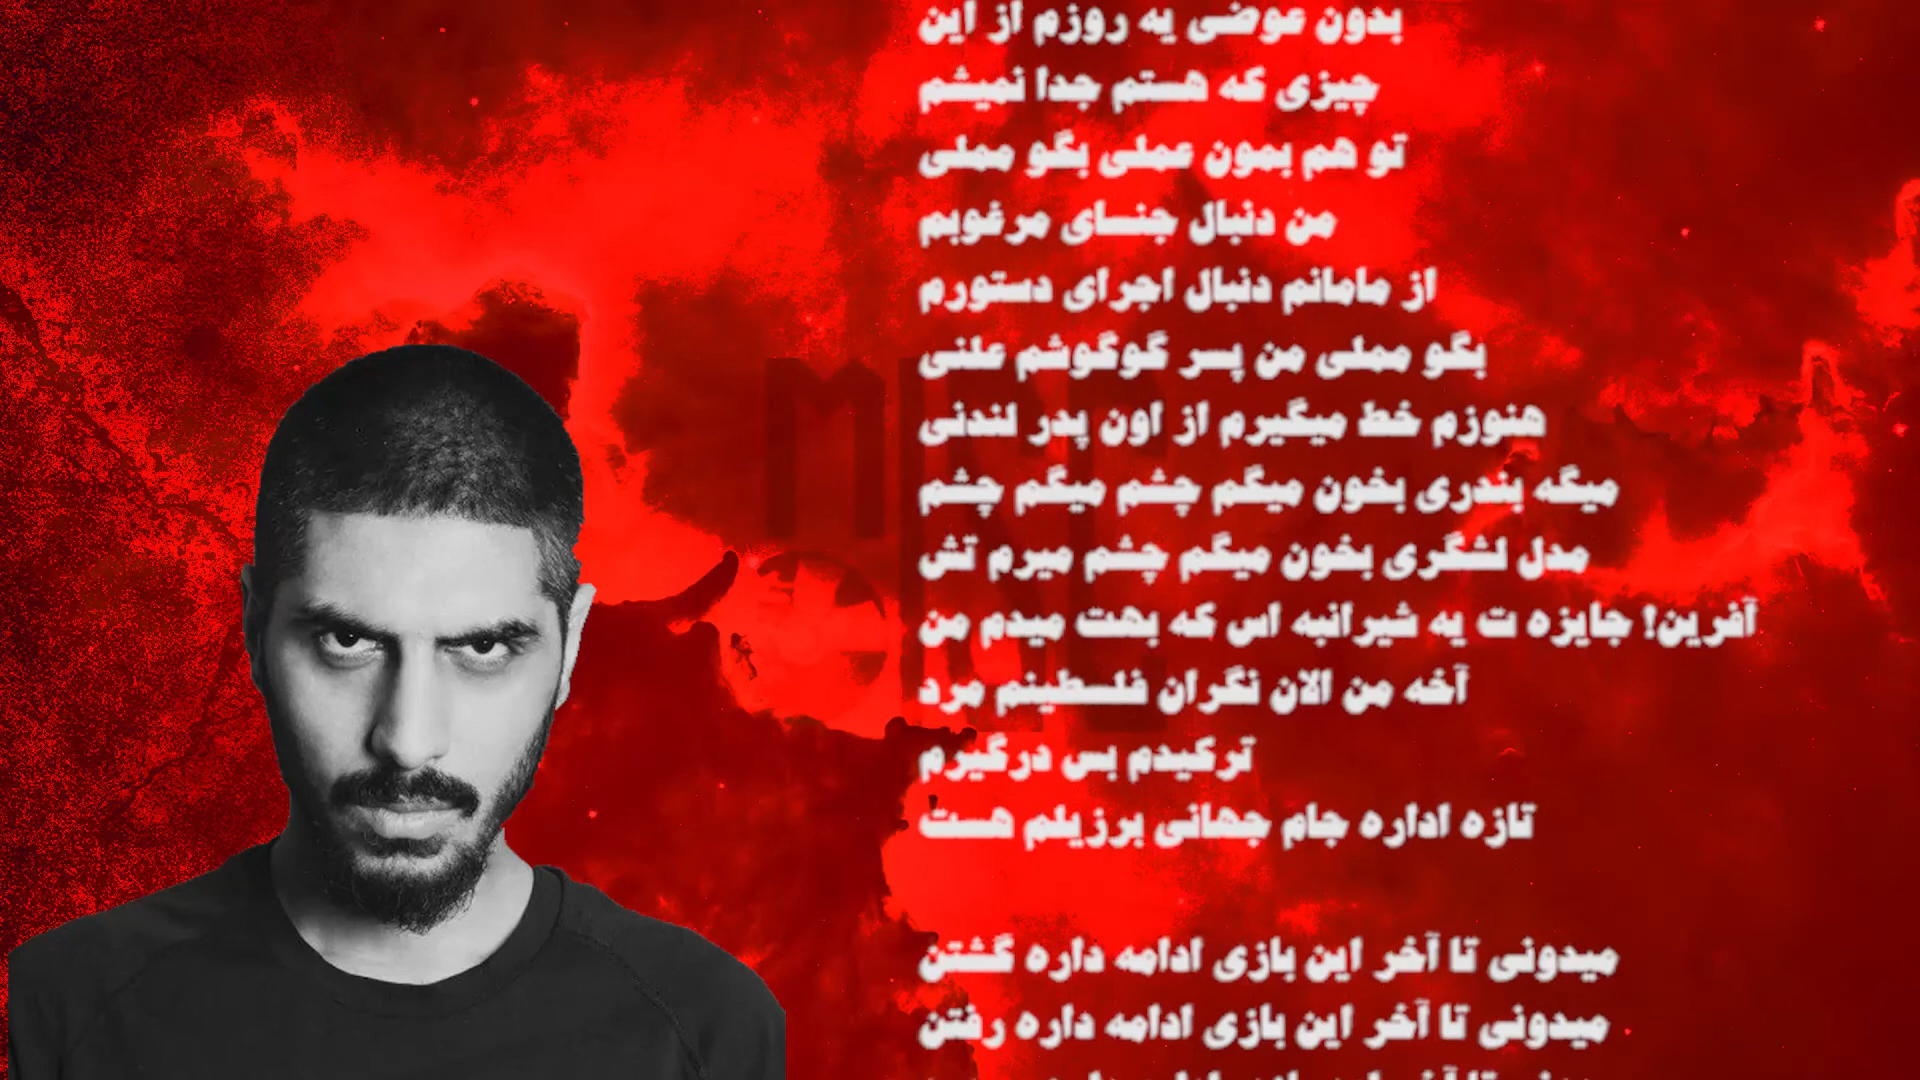 بدون عوضی یه روزم از این
چیزی که هستم جدا نمیشم
تو هم بمون عملی بگو مملی
من دنبال جنسای مرغوبم
از مامانم دنبال اجرای دستورم
بگو مملی من پسر گوگوشم علنی
هنوزم خط میگیرم از اون پدر لندنی
میگه بندری بخون میگم چشم میگم چشم
مدل لشگری بخون میگم چشم میرم تش
آفرین! جایزه ت یه شیرانبه اس که بهت میدم من
آخه من الان نگران فلسطینم مرد
ترکیدم بس درگیرم
تازه اداره جام جهانی برزیلم هست
میدونی تا آخر این بازی ادامه داره گشتن
میدونی تا آخر این بازی ادامه داره رفتن